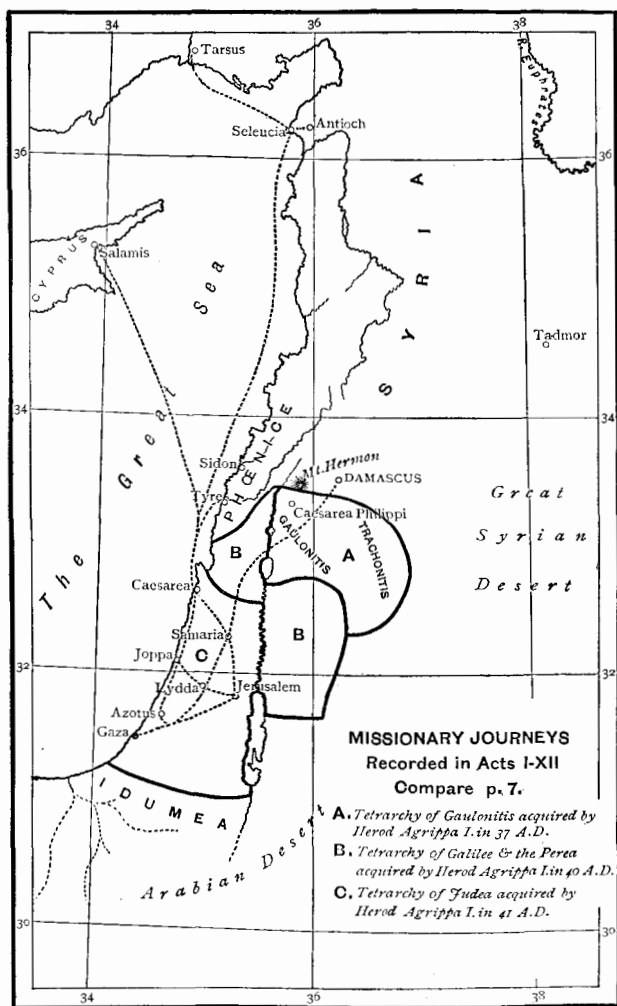 34 36 38
Tarsus
R. Euphrates
Seleucia Antioch
36 36
SYRIA
CYPRUS
Salamis
Tadmor
The Great Sea
34 34
PHŒNICE
Sidon
Mt. Hermon
DAMASCUS
Tyre
Caesarea Philippi
Great
Syrian
Desert
GAULONITIS
TRACHONITIS
A
B
Caesarea
B
Samaria
Joppa
C
32 32
Lydda
Jerusalem
Azotus
Gaza
IDUMEA
Arabian Desert
MISSIONARY JOURNEYS
Recorded in Acts I-XII
Compare p. 7.
A. Tetrarchy of Gaulonitis acquired by
Herod Agrippa I. in 37 A.D.
B. Tetrarchy of Galilee & the Perea
acquired by Herod Agrippa I. in 40 A.D.
C. Tetrarchy of Judea acquired by
Herod Agrippa I. in 41 A.D.
30 30
34 36 38